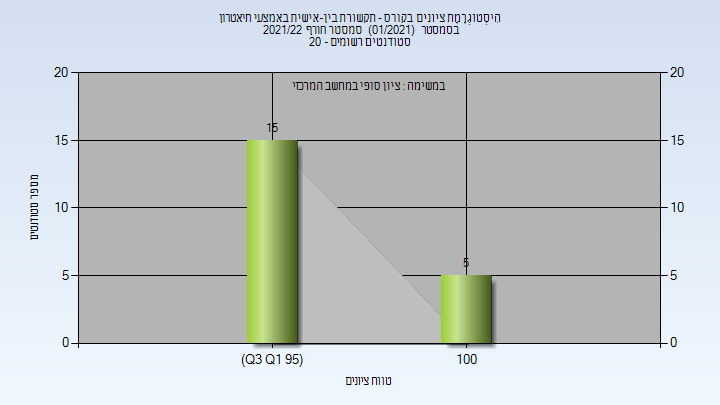 הִיסְטוֹגְרָמַת ציונים בקורס - תקשורת בין-אישית באמצעי תיאטרון
בסמסטר (01/2021) סמסטר חורף 2021/22
סטודנטים רשומים - 20
במשימה : ציון סופי במחשב המרכזי
20 20
15 15
10 10
5 5
0 0
15
5
מספר סטודנטים
(Q3 Q1 95) 100
טווח ציונים